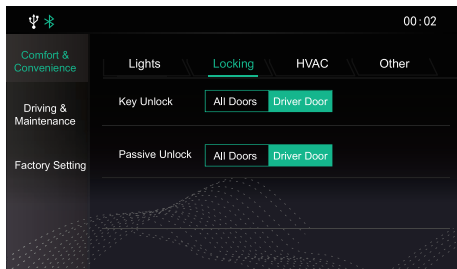 00 : 02
Comfort &
Convenience
Lights
Locking
HVAC
Other
Key Unlock
All Doors
Driver Door
Driving &
Maintenance
Passive Unlock
All Doors
Driver Door
Factory Setting